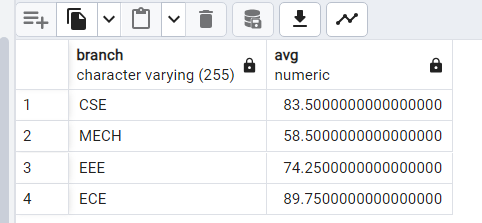 branch
character varying (255)
avg
numeric
1 CSE 83.5000000000000000
2 MECH 58.5000000000000000
3 EEE 74.2500000000000000
4 ECE 89.7500000000000000